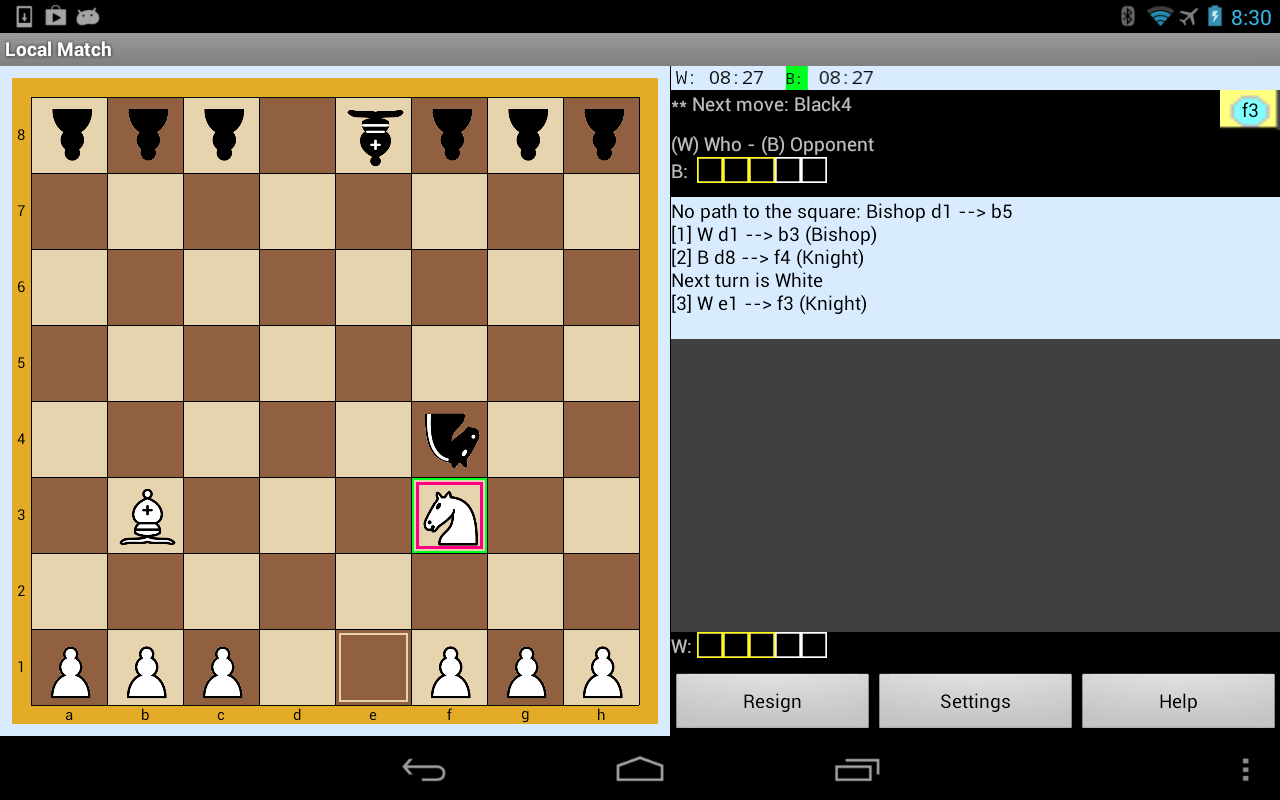 8:30
Local Match
W: 08:27 B: 08:27
** Next move: Black4
f3
(W) Who - (B) Opponent
B:
No path to the square: Bishop d1 --> b5
[1] W d1 --> b3 (Bishop)
[2] B d8 --> f4 (Knight)
Next turn is White
[3] W e1 --> f3 (Knight)
8
7
6
5
4
3
2
1
a b c d e f g h
W:
Resign Settings Help